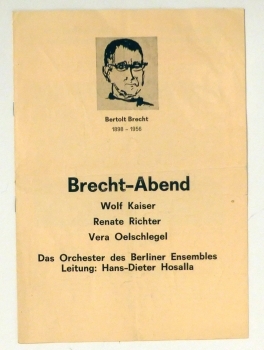 Bertolt Brecht
1898 - 1956
Brecht-Abend
Wolf Kaiser
Renate Richter
Vera Oelschlegel
Das Orchester des Berliner Ensembles
Leitung: Hans-Dieter Hosalla